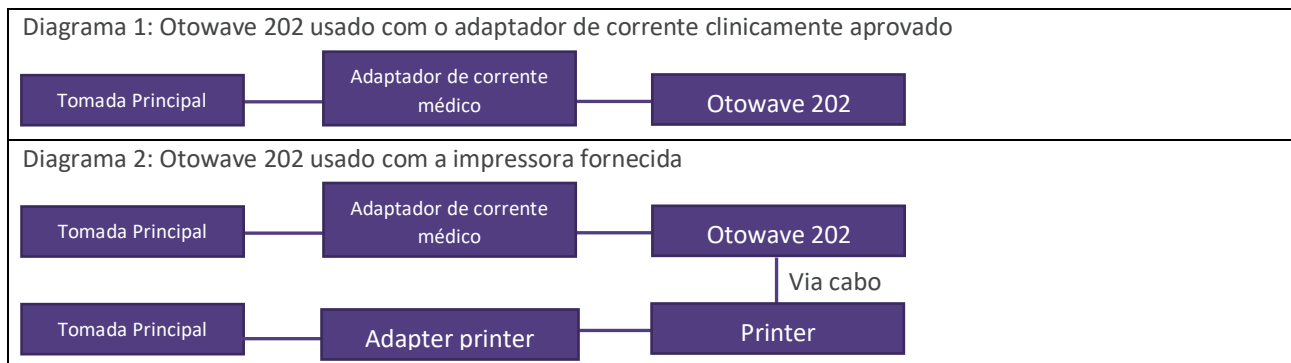 Diagrama 1: Otowave 202 usado com o adaptador de corrente clinicamente aprovado
Tomada Principal
Adaptador de corrente
médico
Otowave 202
Diagrama 2: Otowave 202 usado com a impressora fornecida
Tomada Principal
Adaptador de corrente
médico
Otowave 202
Via cabo
Tomada Principal
Adapter printer
Printer